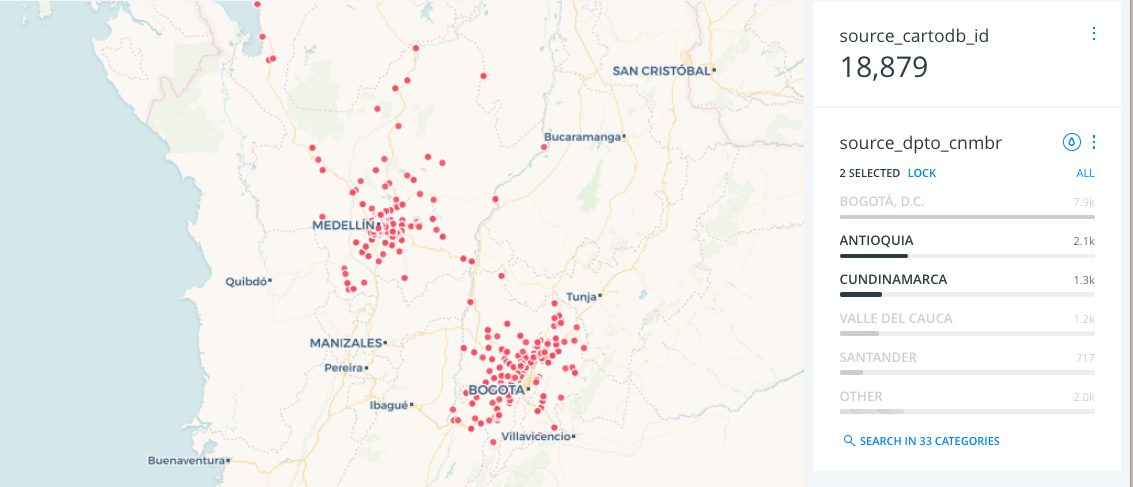 SAN CRISTÓBAL
Bucaramanga
MEDELLÍN
Quibdó
Tunja
MANIZALES
Pereira
BOGOTA
Ibagué
Villavicencio
Buenaventura
source_cartodb_id
18,879
source_dpto_cnmbr
2 SELECTED LOCK ALL
BOGOTÁ, D.C. 7.9k
ANTIOQUIA 2.1k
CUNDINAMARCA 1.3k
VALLE DEL CAUCA 1.2k
SANTANDER 717
OTHER 2.0k
SEARCH IN 33 CATEGORIES